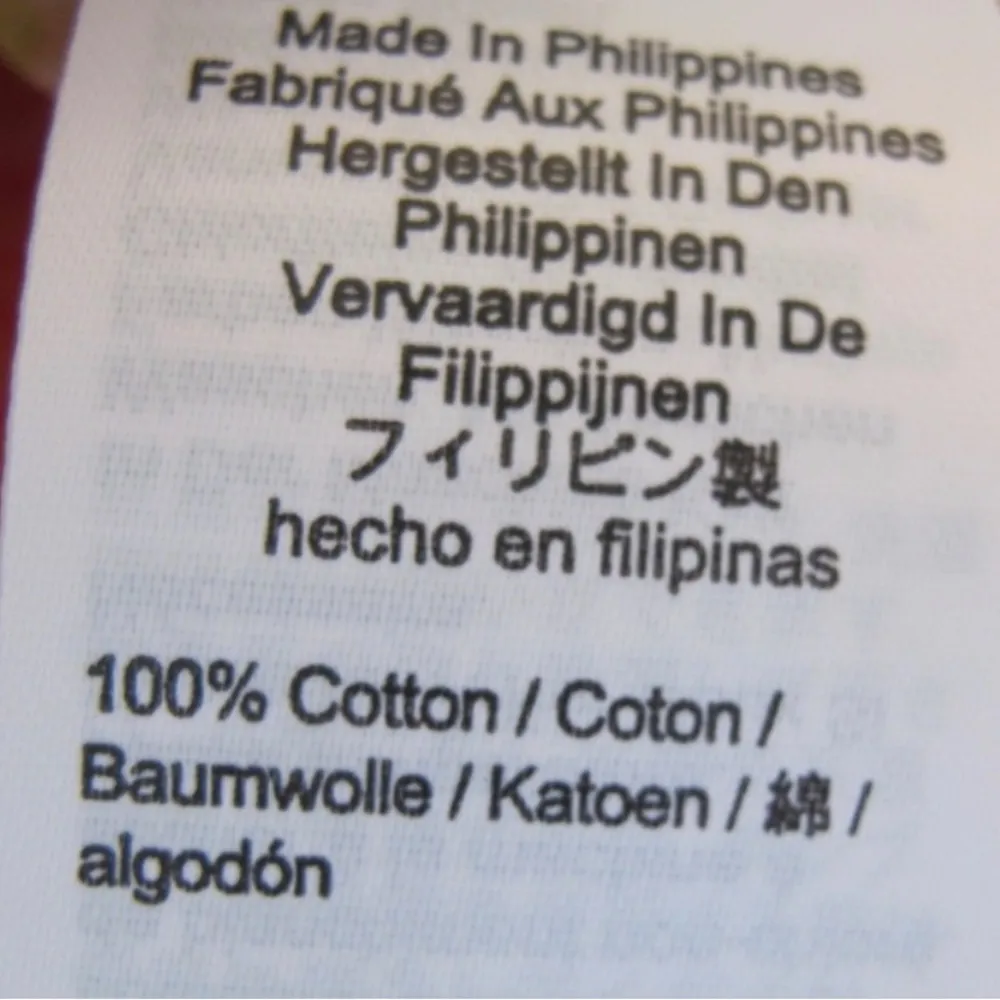 Made In Philippines
Fabriqué Aux Philippines
Hergestellt In Den
Philippinen
Vervaardigd In De
Filippijnen
フィリピン製
hecho en filipinas
100% Cotton / Coton /
Baumwolle / Katoen / 綿 /
algodón